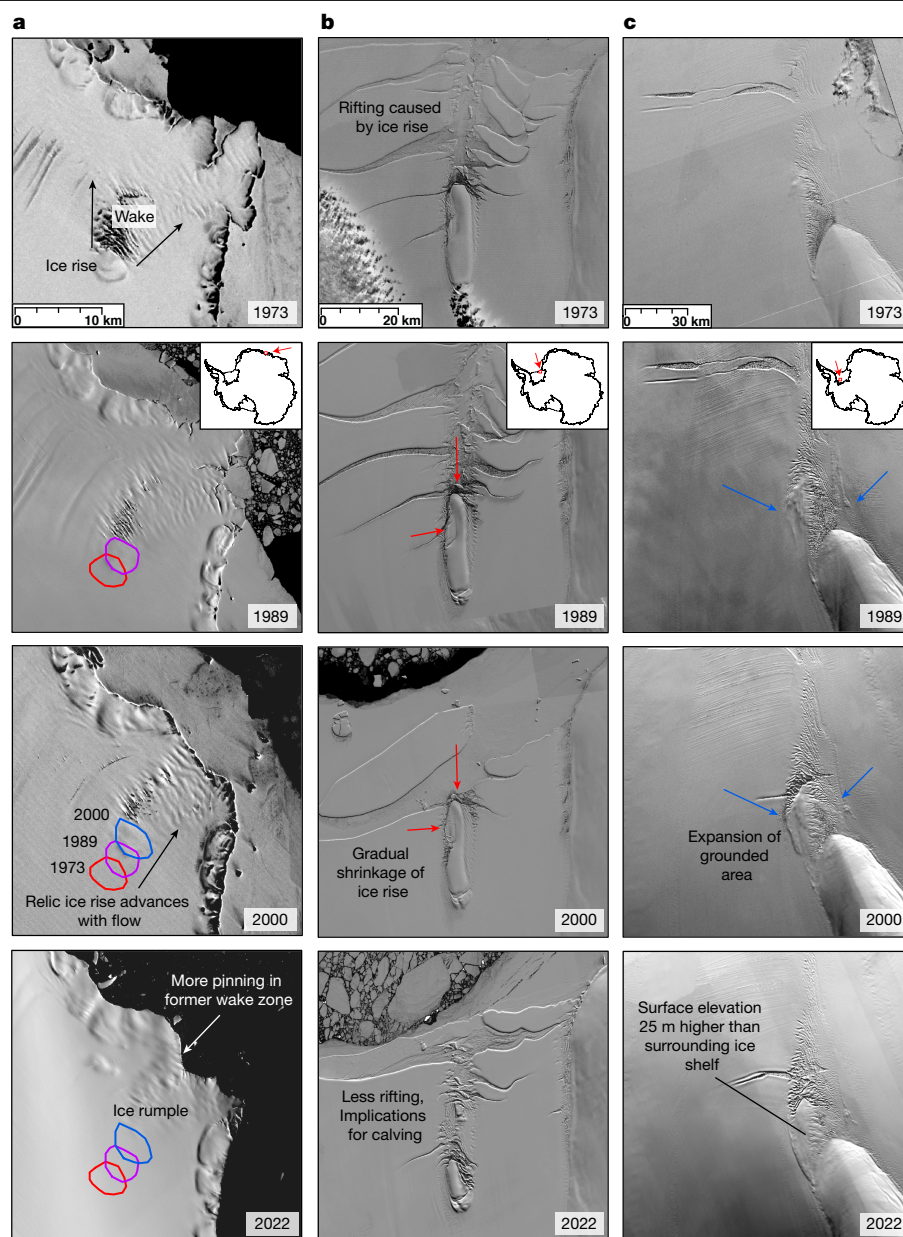 a
b
c
Wake
Ice rise
0
10 km
1973
Rifting caused
by ice rise
0
20 km
1973
0
30 km
1973
1989
1989
1989
2000
1989
1973
Relic ice rise advances
with flow
2000
Gradual
shrinkage of
ice rise
2000
Expansion of
grounded
area
2000
More pinning in
former wake zone
Ice rumple
2022
Less rifting,
Implications
for calving
2022
Surface elevation
25 m higher than
surrounding ice
shelf
2022